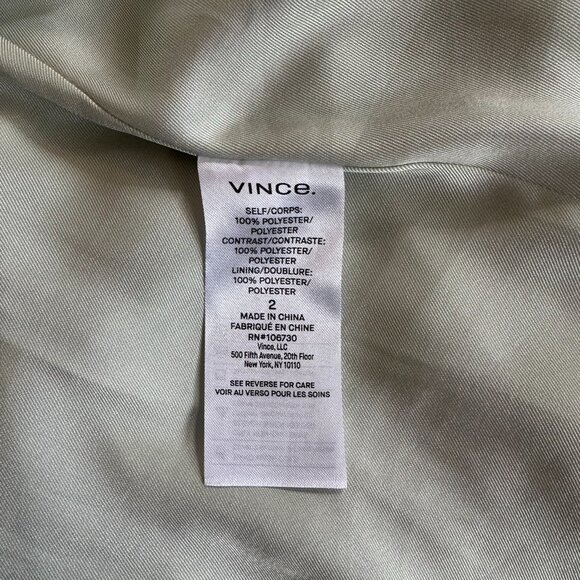 VINCE.
SELF/CORPS:
100% POLYESTER/
POLYESTER
CONTRAST/CONTRASTE:
100% POLYESTER/
POLYESTER
LINING/DOUBLURE:
100% POLYESTER/
POLYESTER
2
MADE IN CHINA
FABRIQUÉ EN CHINE
RN#106730
Vince, LLC
500 Fifth Avenue, 20th Floor
New York, NY 10110
SEE REVERSE FOR CARE
VOIR AU VERSO POUR LES SOINS